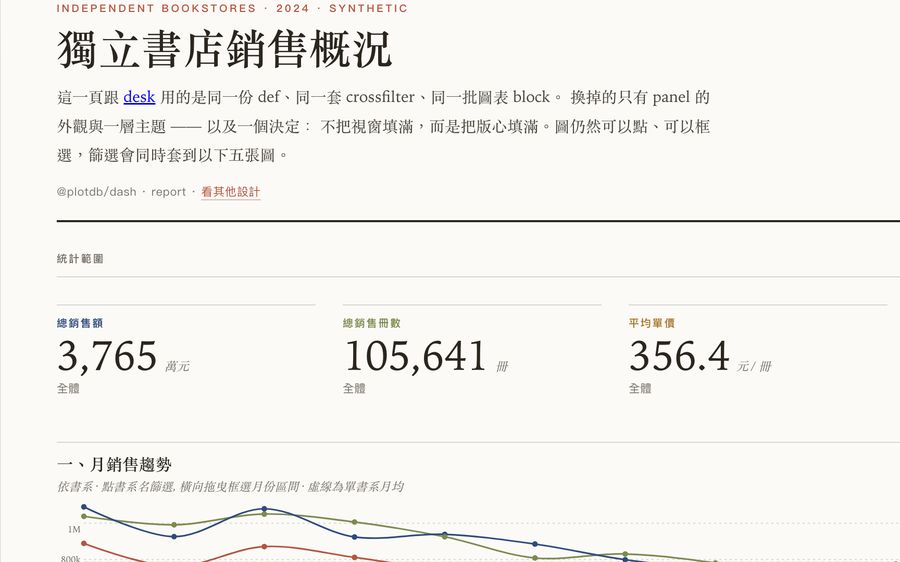 INDEPENDENT BOOKSTORES · 2024 · SYNTHETIC
獨立書店銷售概況
這一頁跟 desk 用的是同一份 def、同一套 crossfilter、同一批圖表 block。 換掉的只有 panel 的
外觀與一層主題 —— 以及一個決定： 不把視窗填滿，而是把版心填滿。圖仍然可以點、可以框
選，篩選會同時套到以下五張圖。
@plotdb/dash · report · 看其他設計
統計範圍
總銷售額 總銷售冊數 平均單價
3,765 萬元 105,641 冊 356.4 元 / 冊
全體 全體 全體
一、月銷售趨勢
依書系 · 點書系名篩選, 橫向拖曳框選月份區間 · 虛線為單書系月均
1M
800k